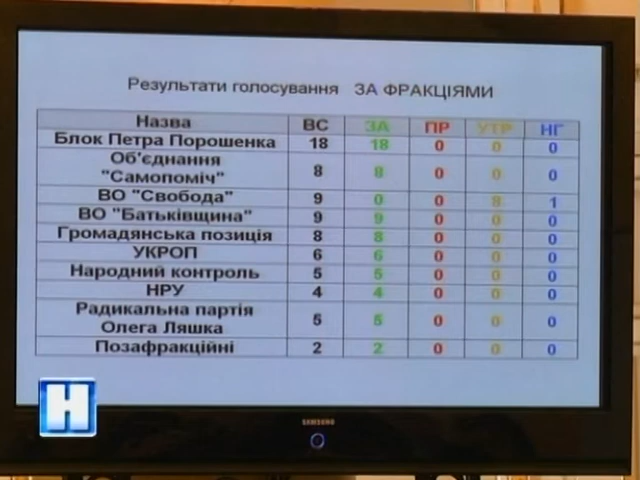 Результати голосування ЗА ФРАКЦІЯМИ
Назва ВС ЗА ПР УТР НГ
Блок Петра Порошенка 18 18 0 0 0
Об'єднання
"Самопоміч" 8 8 0 0 0
ВО "Свобода" 9 0 0 8 1
ВО "Батьківщина" 9 9 0 0 0
Громадянська позиція 8 8 0 0 0
УКРОП 6 6 0 0 0
Народний контроль 5 5 0 0 0
НРУ 4 4 0 0 0
Радикальна партія
Олега Ляшка 5 5 0 0 0
Позафракційні 2 2 0 0 0
Н
SAMSUNG